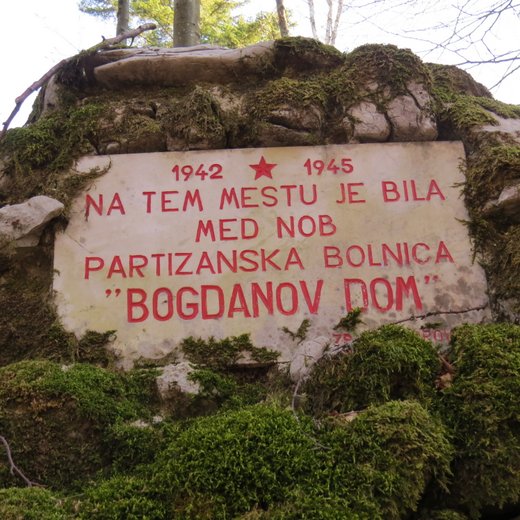 1942 ★ 1945
NA TEM MESTU JE BILA
MED NOB
PARTIZANSKA BOLNICA
"BOGDANOV DOM"